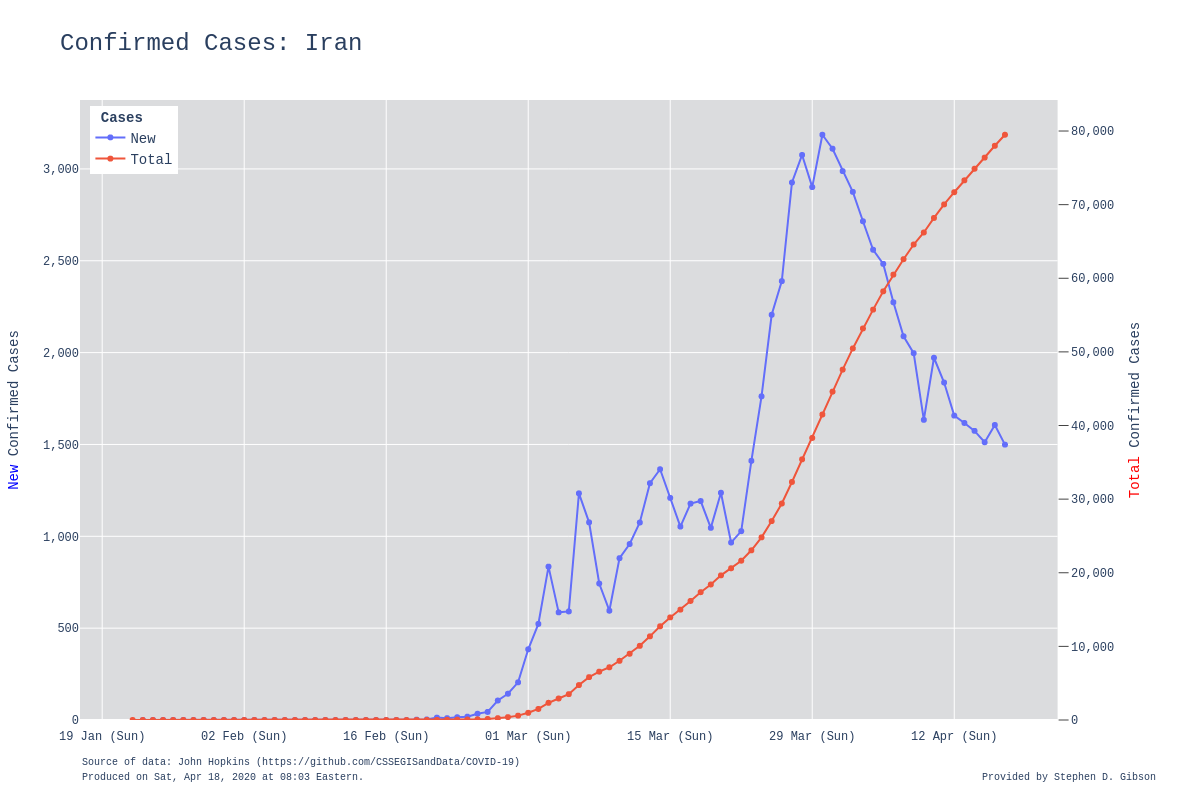 Confirmed Cases: Iran
Cases
New
Total
3,000
2,500
2,000
1,500
1,000
500
0
New Confirmed Cases
80,000
70,000
60,000
50,000
40,000
30,000
20,000
10,000
0
Total Confirmed Cases
19 Jan (Sun) 02 Feb (Sun) 16 Feb (Sun) 01 Mar (Sun) 15 Mar (Sun) 29 Mar (Sun) 12 Apr (Sun)
Source of data: John Hopkins (https://github.com/CSSEGISandData/COVID-19)
Produced on Sat, Apr 18, 2020 at 08:03 Eastern.
Provided by Stephen D. Gibson